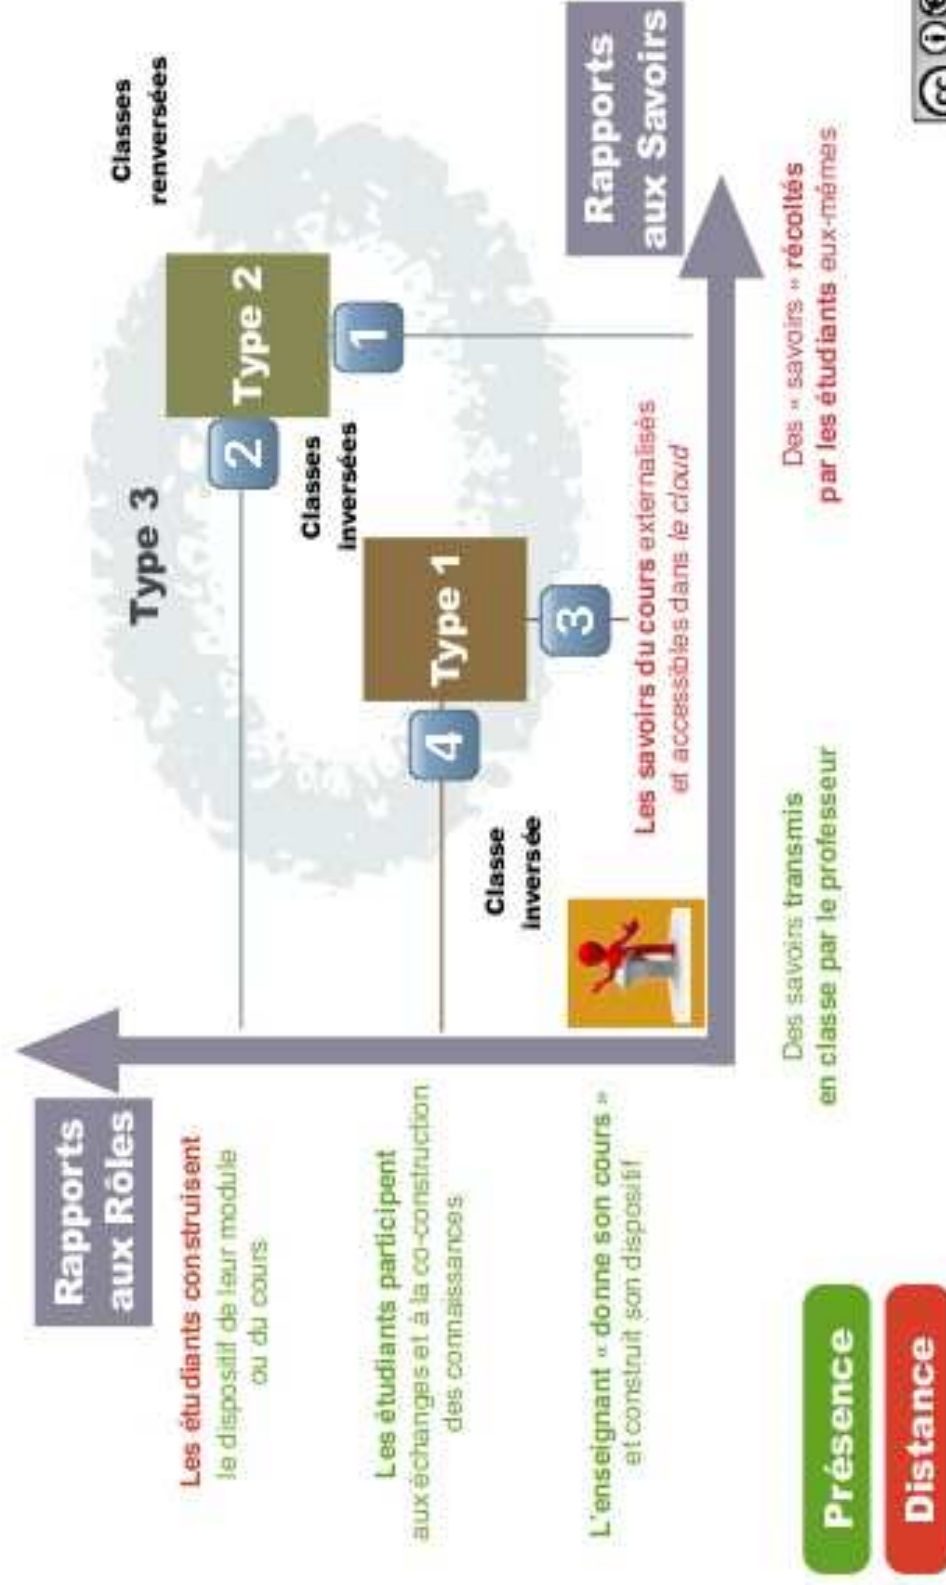 Rapports
aux Rôles
Les étudiants construisent
le dispositif de leur module
ou du cours
Les étudiants participent
aux échanges et à la co-construction
des connaissances
L'enseignant « donne son cours »
et construit son dispositif
Type 3
Classes
renversées
2
Type 2
1
Classes
inversées
4
Type 1
3
Classe
inversée
Les savoirs du cours externalisés
et accessibles dans le cloud
Rapports
aux Savoirs
Des savoirs transmis
en classe par le professeur
Des « savoirs » récoltés
par les étudiants eux-mêmes
Présence
Distance
cc